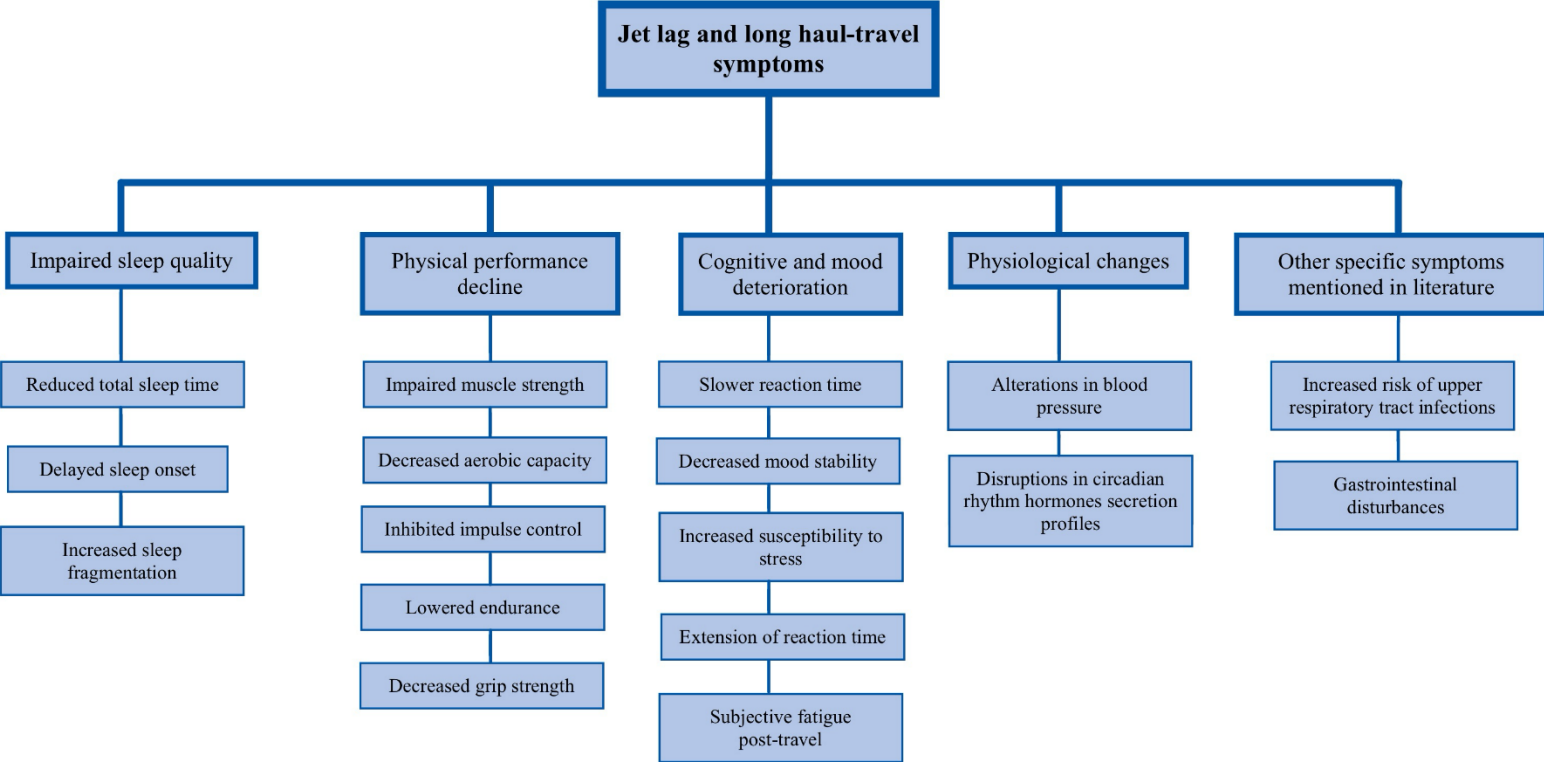 Jet lag and long haul-travel
symptoms
Impaired sleep quality
Reduced total sleep time
Delayed sleep onset
Increased sleep
fragmentation
Physical performance
decline
Impaired muscle strength
Decreased aerobic capacity
Inhibited impulse control
Lowered endurance
Decreased grip strength
Cognitive and mood
deterioration
Slower reaction time
Decreased mood stability
Increased susceptibility to
stress
Extension of reaction time
Subjective fatigue
post-travel
Physiological changes
Alterations in blood
pressure
Disruptions in circadian
rhythm hormones secretion
profiles
Other specific symptoms
mentioned in literature
Increased risk of upper
respiratory tract infections
Gastrointestinal
disturbances